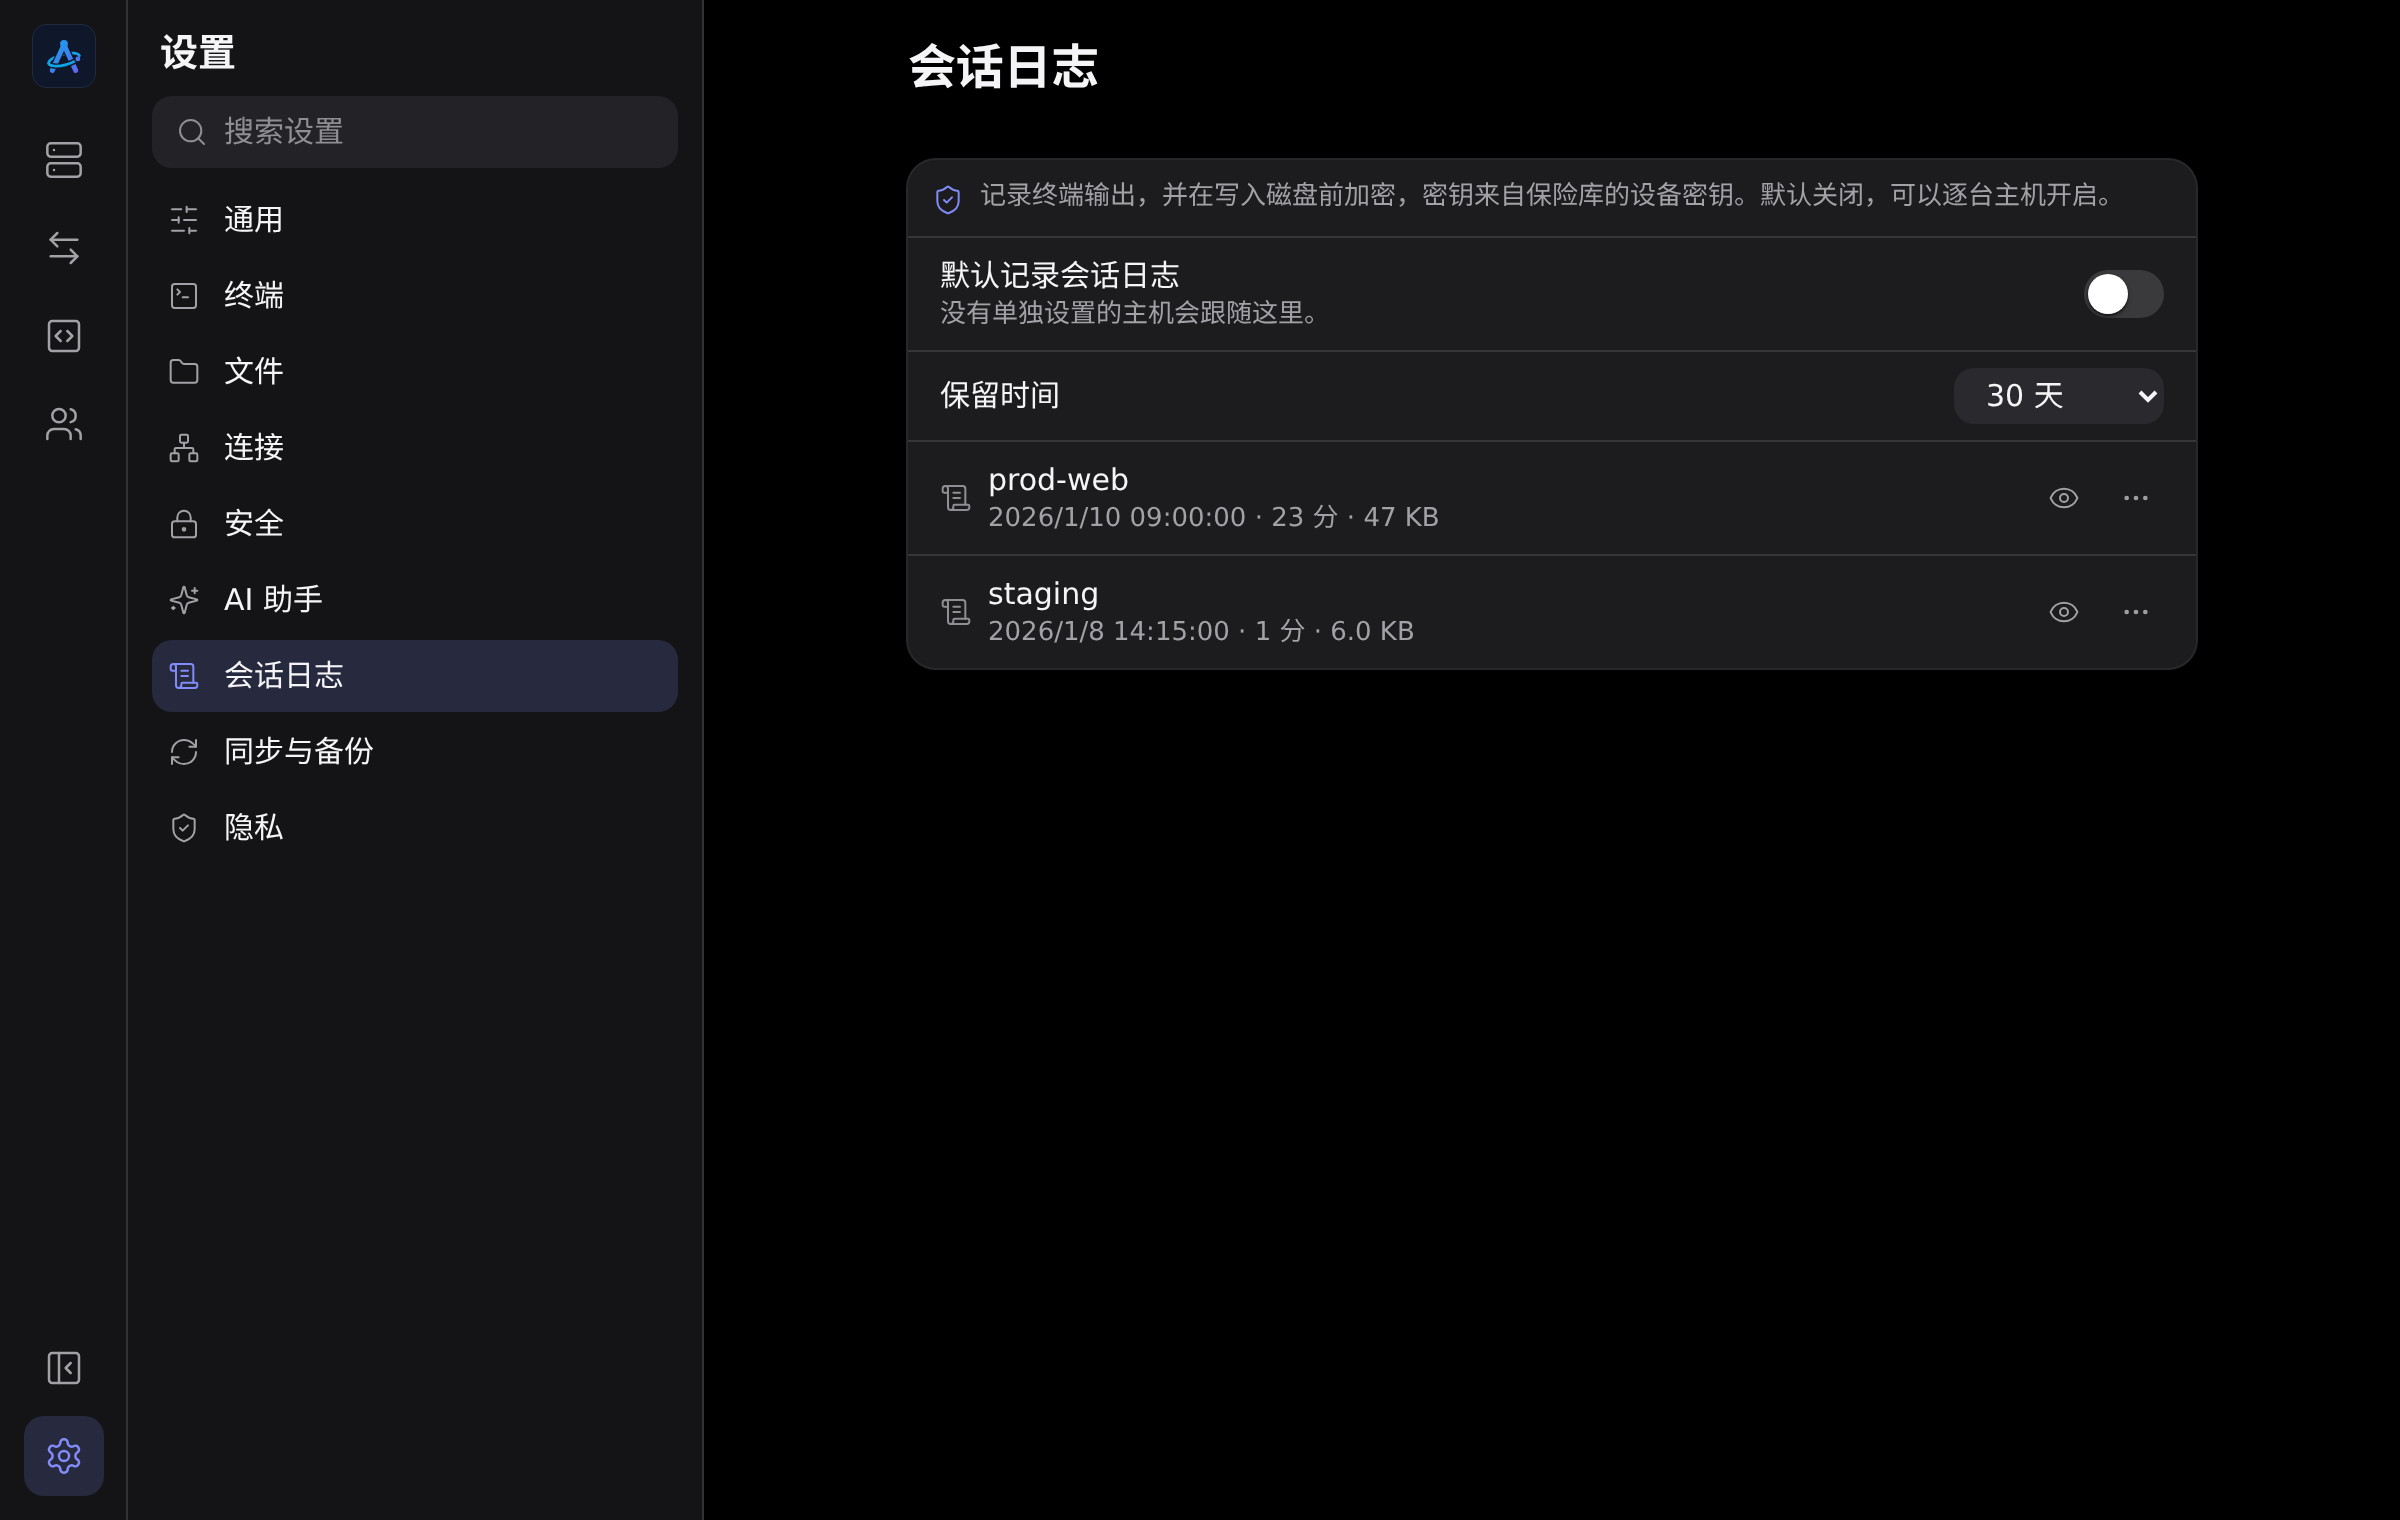 设置
搜索设置
通用
终端
文件
连接
安全
AI 助手
会话日志
同步与备份
隐私
会话日志
记录终端输出，并在写入磁盘前加密，密钥来自保险库的设备密钥。默认关闭，可以逐台主机开启。
默认记录会话日志
没有单独设置的主机会跟随这里。
保留时间
30 天
prod-web
2026/1/10 09:00:00 · 23 分 · 47 KB
staging
2026/1/8 14:15:00 · 1 分 · 6.0 KB